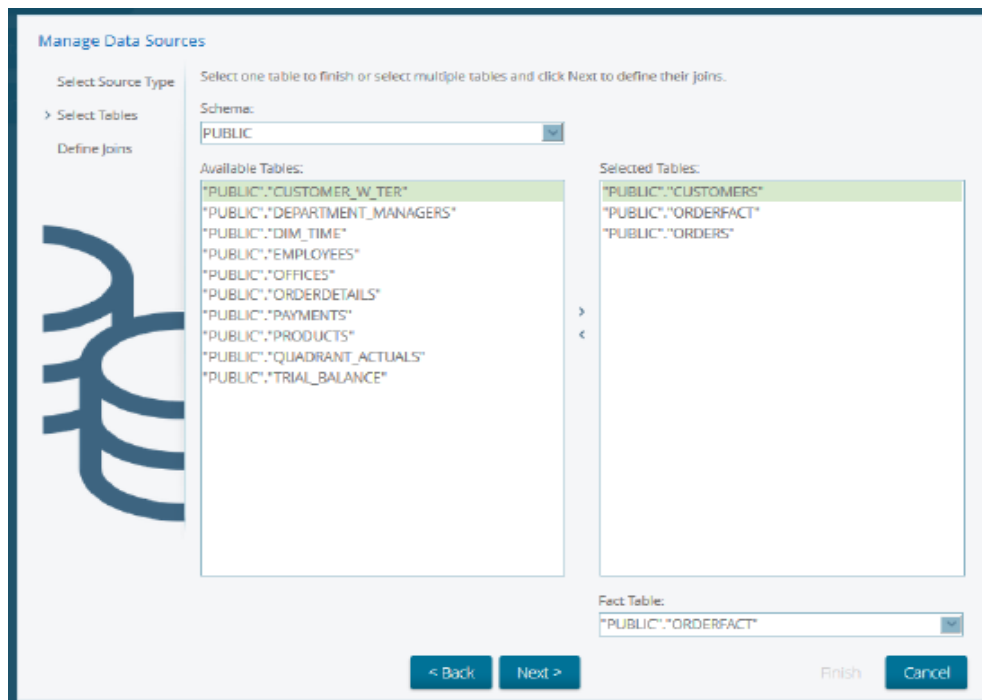 Manage Data Sources
Select Source Type
> Select Tables
Define Joins
Select one table to finish or select multiple tables and click Next to define their joins.
Schema:
PUBLIC
Available Tables:
"PUBLIC"."CUSTOMER_W_TER"
"PUBLIC"."DEPARTMENT_MANAGERS"
"PUBLIC"."DIM_TIME"
"PUBLIC"."EMPLOYEES"
"PUBLIC"."OFFICES"
"PUBLIC"."ORDERDETAILS"
"PUBLIC"."PAYMENTS"
"PUBLIC"."PRODUCTS"
"PUBLIC"."QUADRANT_ACTUALS"
"PUBLIC"."TRIAL_BALANCE"
>
<
Selected Tables:
"PUBLIC"."CUSTOMERS"
"PUBLIC"."ORDERFACT"
"PUBLIC"."ORDERS"
Fact Table:
"PUBLIC"."ORDERFACT"
< Back
Next >
Finish
Cancel